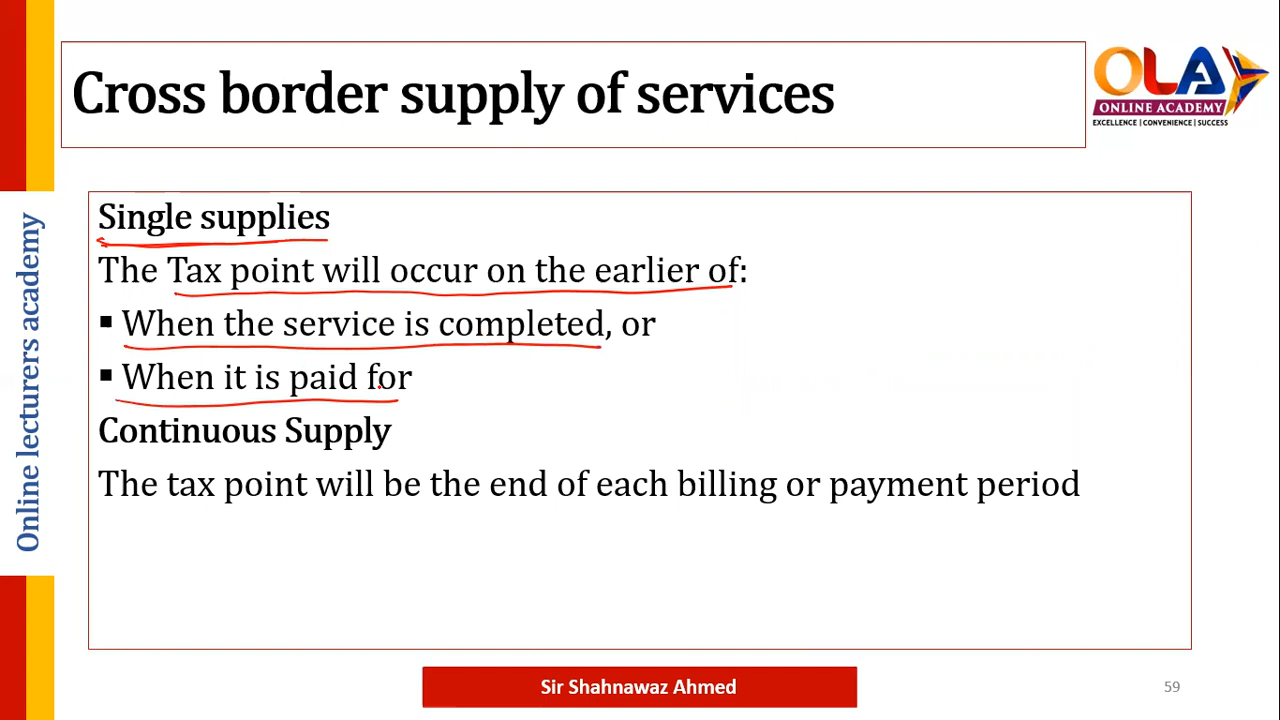 Cross border supply of services
OLA
ONLINE ACADEMY
EXCELLENCE | CONVENIENCE | SUCCESS
Online lecturers academy
Single supplies
The Tax point will occur on the earlier of:
▪ When the service is completed, or
▪ When it is paid for
Continuous Supply
The tax point will be the end of each billing or payment period
Sir Shahnawaz Ahmed
59